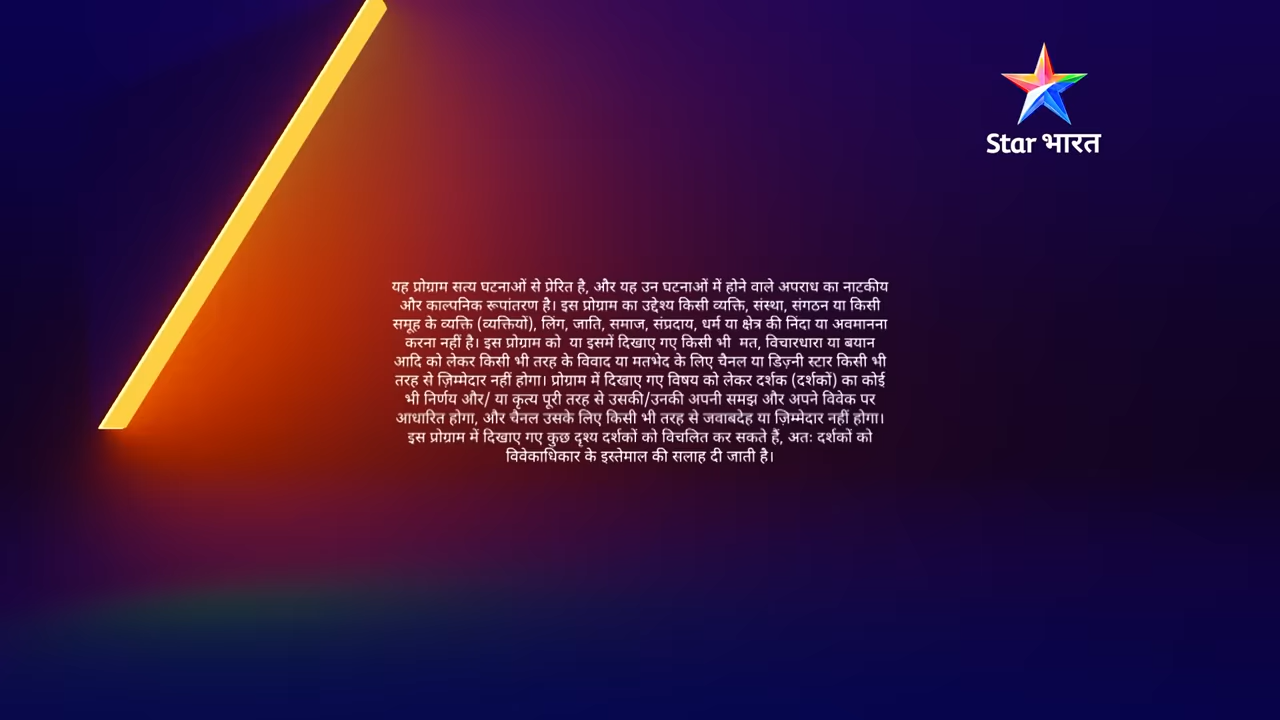 Star भारत
यह प्रोग्राम सत्य घटनाओं से प्रेरित है, और यह उन घटनाओं में होने वाले अपराध का नाटकीय
और काल्पनिक रूपांतरण है। इस प्रोग्राम का उद्देश्य किसी व्यक्ति, संस्था, संगठन या किसी
समूह के व्यक्ति (व्यक्तियों), लिंग, जाति, समाज, संप्रदाय, धर्म या क्षेत्र की निंदा या अवमानना
करना नहीं है। इस प्रोग्राम को  या इसमें दिखाए गए किसी भी  मत, विचारधारा या बयान
आदि को लेकर किसी भी तरह के विवाद या मतभेद के लिए चैनल या डिज़्नी स्टार किसी भी
तरह से ज़िम्मेदार नहीं होगा। प्रोग्राम में दिखाए गए विषय को लेकर दर्शक (दर्शकों) का कोई
भी निर्णय और/ या कृत्य पूरी तरह से उसकी/उनकी अपनी समझ और अपने विवेक पर
आधारित होगा, और चैनल उसके लिए किसी भी तरह से जवाबदेह या ज़िम्मेदार नहीं होगा।
इस प्रोग्राम में दिखाए गए कुछ दृश्य दर्शकों को विचलित कर सकते हैं, अतः दर्शकों को
विवेकाधिकार के इस्तेमाल की सलाह दी जाती है।